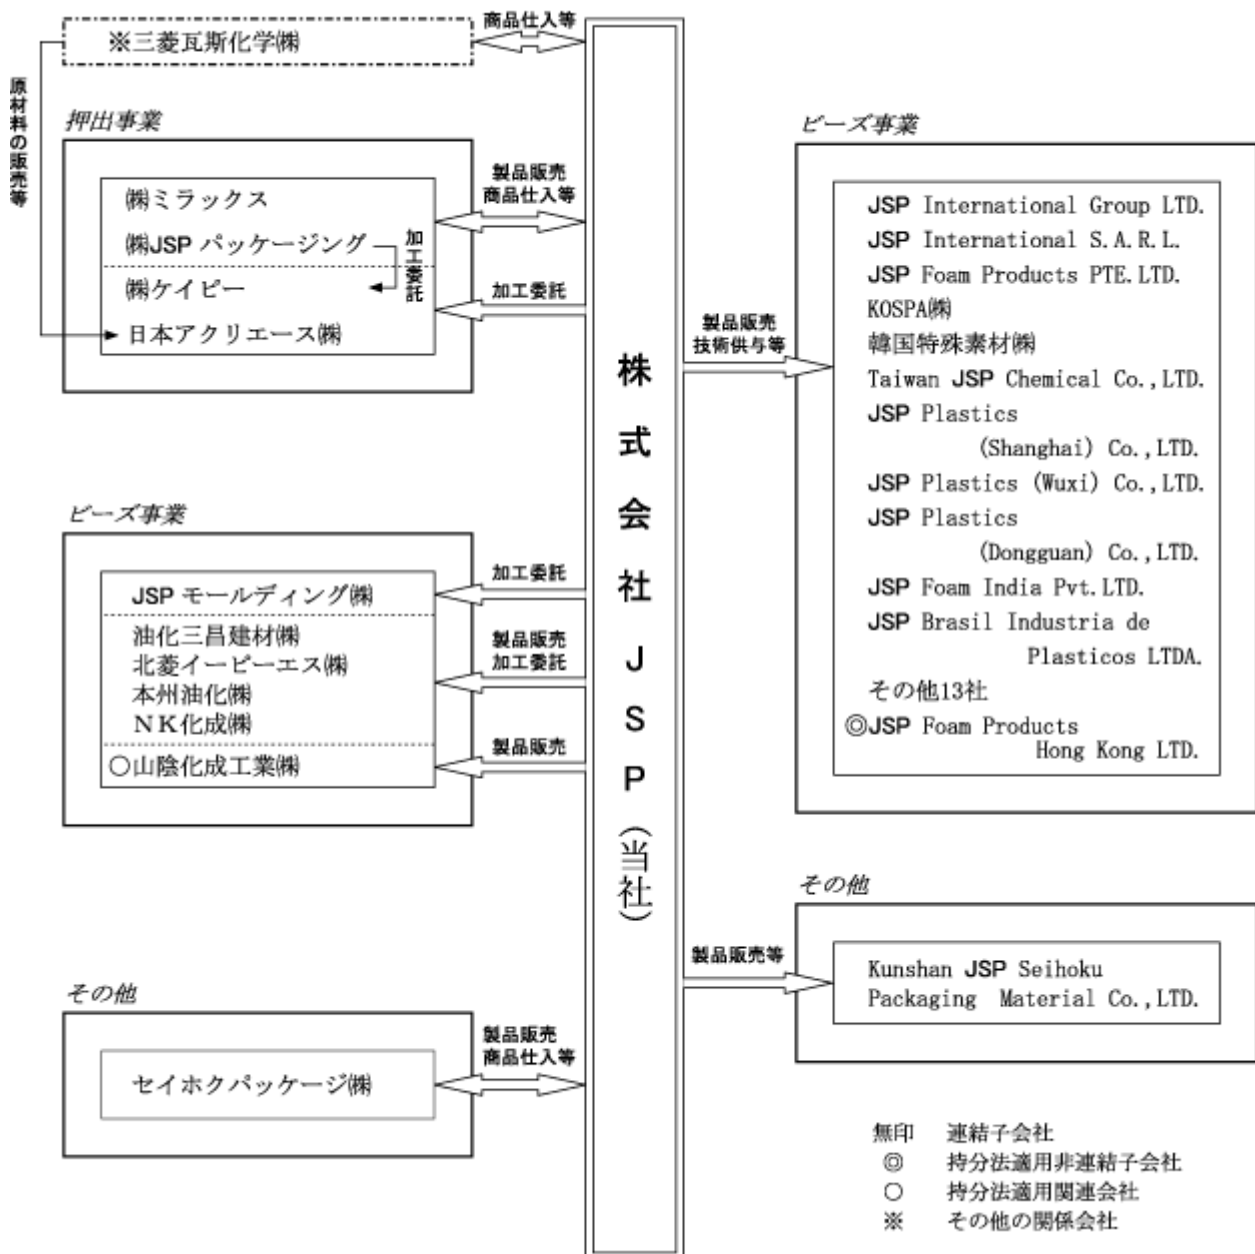 ※三菱瓦斯化学㈱
商品仕入等
原材料の販売等
押出事業
㈱ミラックス
㈱JSP パッケージング
㈱ケイピー
日本アクリエース㈱
加工委託
製品販売
商品仕入等
加工委託
ビーズ事業
JSP モールディング㈱
油化三昌建材㈱
北菱イーピーエス㈱
本州油化㈱
ＮＫ化成㈱
○山陰化成工業㈱
加工委託
製品販売
加工委託
製品販売
その他
セイホクパッケージ㈱
製品販売
商品仕入等
株式会社JSP(当社)
製品販売
技術供与等
ビーズ事業
JSP International Group LTD.
JSP International S.A.R.L.
JSP Foam Products PTE.LTD.
KOSPA㈱
韓国特殊素材㈱
Taiwan JSP Chemical Co.,LTD.
JSP Plastics
(Shanghai) Co.,LTD.
JSP Plastics (Wuxi) Co.,LTD.
JSP Plastics
(Dongguan) Co.,LTD.
JSP Foam India Pvt.LTD.
JSP Brasil Industria de
Plasticos LTDA.
その他13社
◎JSP Foam Products
Hong Kong LTD.
製品販売等
その他
Kunshan JSP Seihoku
Packaging Material Co.,LTD.
無印 連結子会社
◎ 持分法適用非連結子会社
○ 持分法適用関連会社
※ その他の関係会社